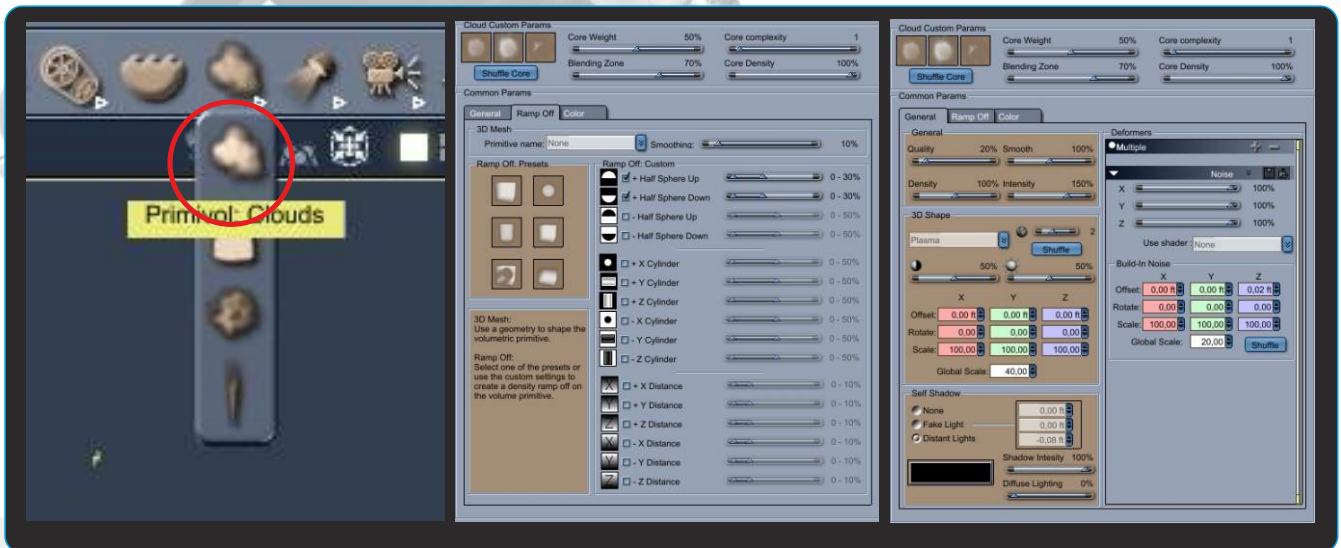 Primivol: Clouds
Cloud Custom Params
Core Weight 50% Core complexity 1
Blending Zone 70% Core Density 100%
Shuffle Core
Common Params
General Ramp Off Color
3D Mesh
Primitive name: None Smoothing: 10%
Ramp Off: Presets
3D Mesh:
Use a geometry to shape the
volumetric primitive.
Ramp Off:
Select one of the presets or
use the custom settings to
create a density ramp off on
the volume primitive.
Ramp Off: Custom
+ Half Sphere Up 0 - 30%
+ Half Sphere Down 0 - 30%
- Half Sphere Up 0 - 50%
- Half Sphere Down 0 - 50%
+ X Cylinder 0 - 50%
+ Y Cylinder 0 - 50%
+ Z Cylinder 0 - 50%
- X Cylinder 0 - 50%
- Y Cylinder 0 - 50%
- Z Cylinder 0 - 50%
X + X Distance 0 - 10%
Y + Y Distance 0 - 10%
Z + Z Distance 0 - 10%
X - X Distance 0 - 10%
Y - Y Distance 0 - 10%
Z - Z Distance 0 - 10%
Cloud Custom Params
Core Weight 50% Core complexity 1
Blending Zone 70% Core Density 100%
Shuffle Core
Common Params
General Ramp Off Color
General
Quality 20% Smooth 100%
Density 100% Intensity 150%
3D Shape
Plasma 2
Shuffle
50% 50%
X Y Z
Offset: 0,00 ft 0,00 ft 0,00 ft
Rotate: 0,00 0,00 0,00
Scale: 100,00 100,00 100,00
Global Scale: 40,00
Self Shadow
None 0,00 ft
Fake Light 0,00 ft
Distant Lights -0,08 ft
Shadow Intesity 100%
Diffuse Lighting 0%
Deformers
Multiple
Noise
X 100%
Y 100%
Z 100%
Use shader: None
Build-In Noise
X Y Z
Offset: 0,00 ft 0,00 ft 0,02 ft
Rotate: 0,00 0,00 0,00
Scale: 100,00 100,00 100,00
Global Scale: 20,00 Shuffle